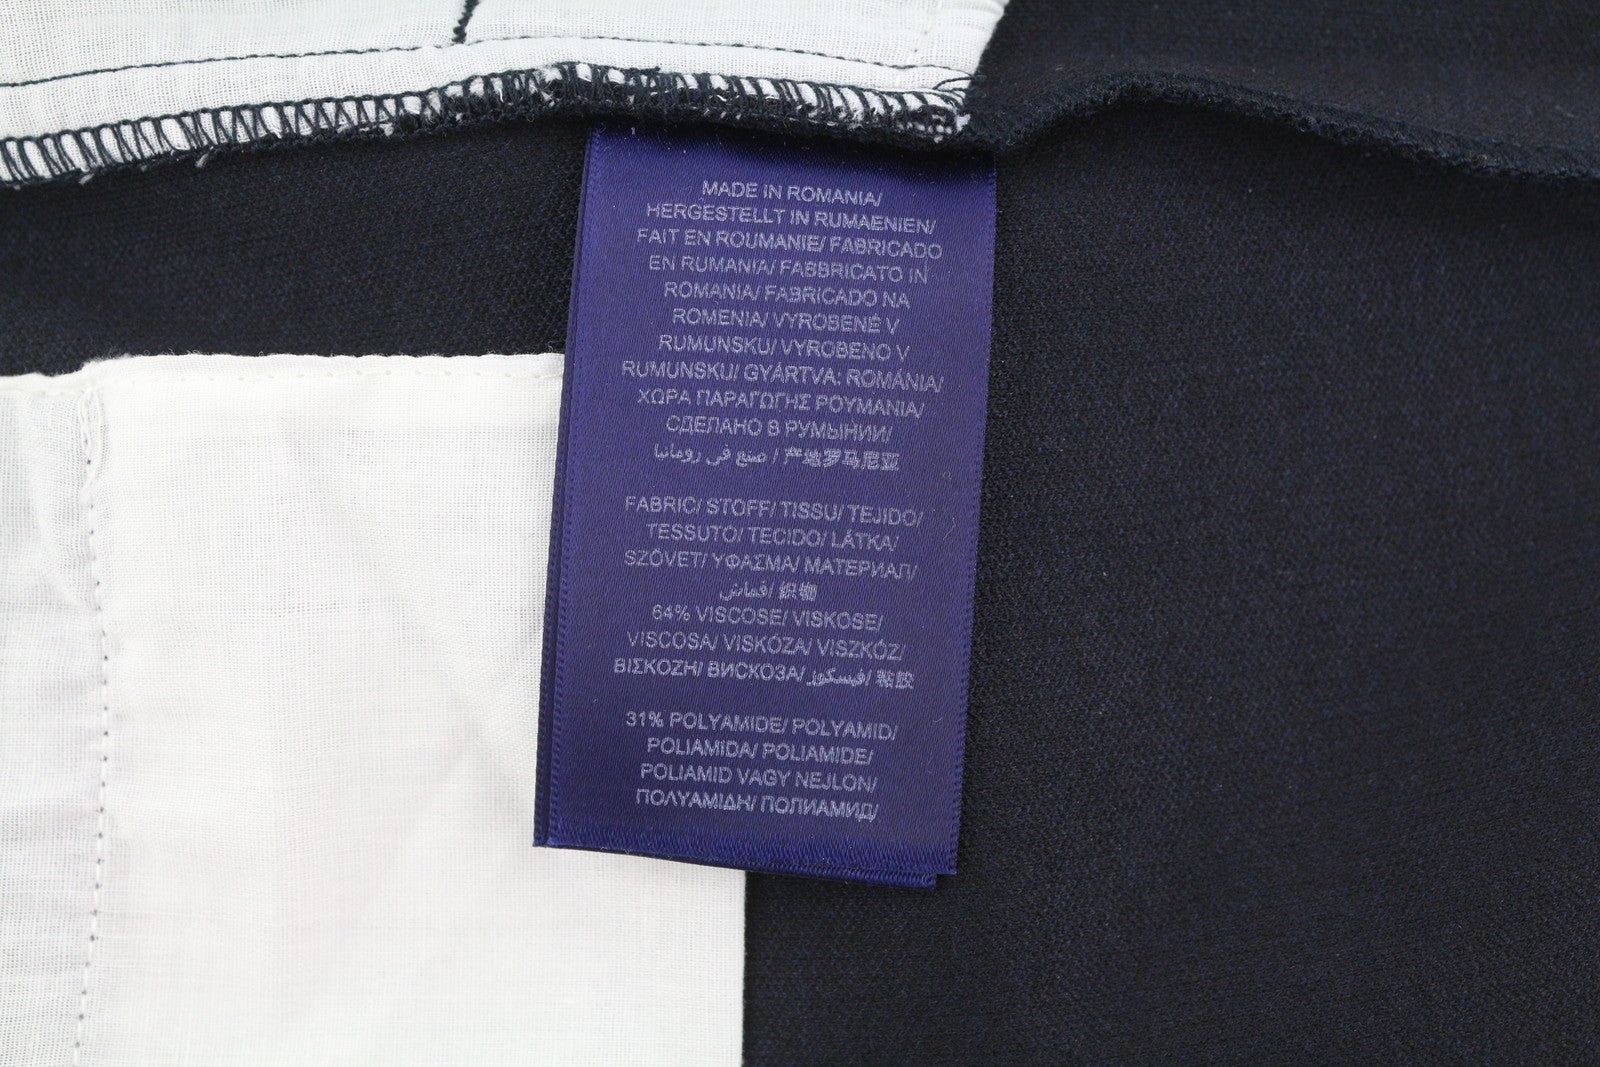 MADE IN ROMANIA/
HERGESTELLT IN RUMAENIEN/
FAIT EN ROUMANIE/ FABRICADO
EN RUMANIA/ FABBRICATO IN
ROMANIA/ FABRICADO NA
ROMENIA/ VYROBENÉ V
RUMUNSKU/ VYROBENO V
RUMUNSKU/ GYÁRTVA: ROMÁNIA/
ΧΩΡΑ ΠΑΡΑΓΩΓΗΣ ΡΟΥΜΑΝΙΑ/
СДЕЛАНО В РУМЫНИИ/
صنع في رومانيا / 产地罗马尼亚
FABRIC/ STOFF/ TISSU/ TEJIDO/
TESSUTO/ TECIDO/ LÁTKA/
SZÖVET/ ΥΦΑΣΜΑ/ МАТЕРИАЛ/
قماش/ 织物
64% VISCOSE/ VISKOSE/
VISCOSA/ VISKÓZA/ VISZKÓZ/
ΒΙΣΚΟΖΗ/ ВИСКОЗА/ فيسكوز/ 黏胶
31% POLYAMIDE/ POLYAMID/
POLIAMIDA/ POLIAMIDE/
POLIAMID VAGY NEJLON/
ΠΟΛΥΑΜΙΔΗ/ ПОЛИАМИД/